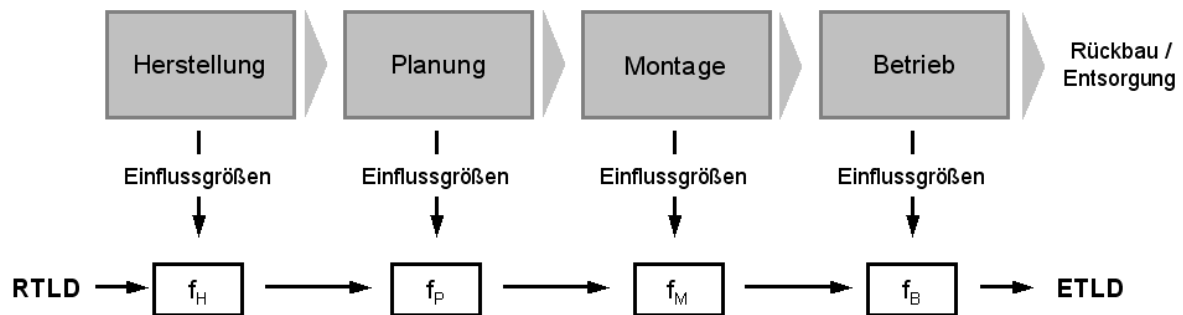 Herstellung
Planung
Montage
Betrieb
Rückbau /
Entsorgung
Einflussgrößen
Einflussgrößen
Einflussgrößen
Einflussgrößen
RTLD
fH
fP
fM
fB
ETLD